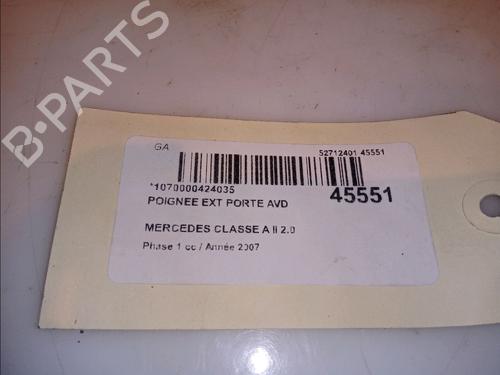 B-PARTS
GA
52712401 45551
*1070000424035
45551
POIGNEE EXT PORTE AVD
MERCEDES CLASSE A II 2.0
Phase 1 cc / Année 2007